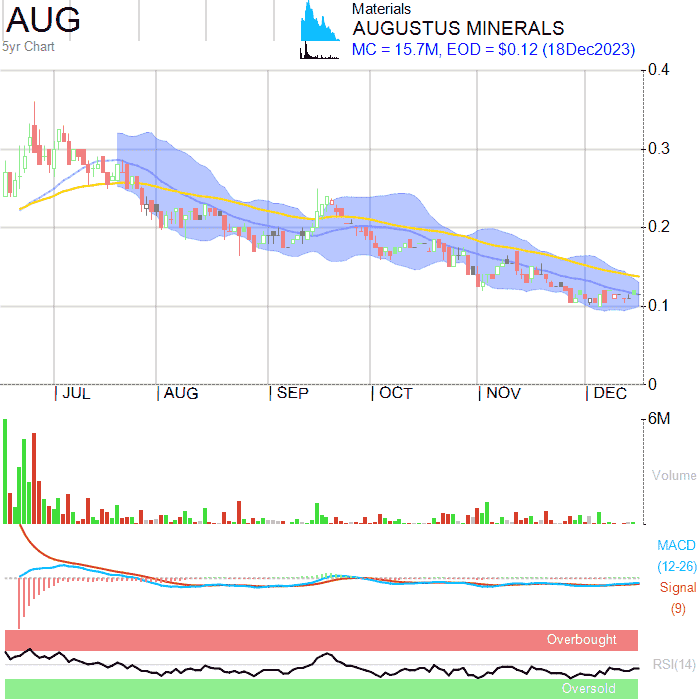 AUG
5yr Chart
Materials
AUGUSTUS MINERALS
MC = 15.7M, EOD = $0.12 (18Dec2023)
0.4
0.3
0.2
0.1
0
JUL AUG SEP OCT NOV DEC
6M
Volume
MACD
(12-26)
Signal
(9)
Overbought
RSI(14)
Oversold